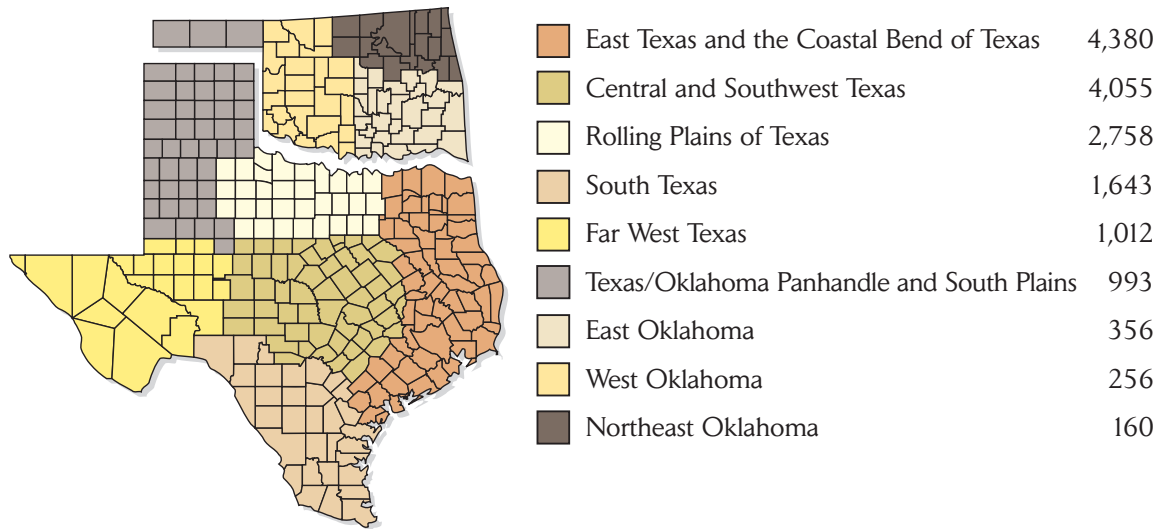 East Texas and the Coastal Bend of Texas 4,380
Central and Southwest Texas 4,055
Rolling Plains of Texas 2,758
South Texas 1,643
Far West Texas 1,012
Texas/Oklahoma Panhandle and South Plains 993
East Oklahoma 356
West Oklahoma 256
Northeast Oklahoma 160